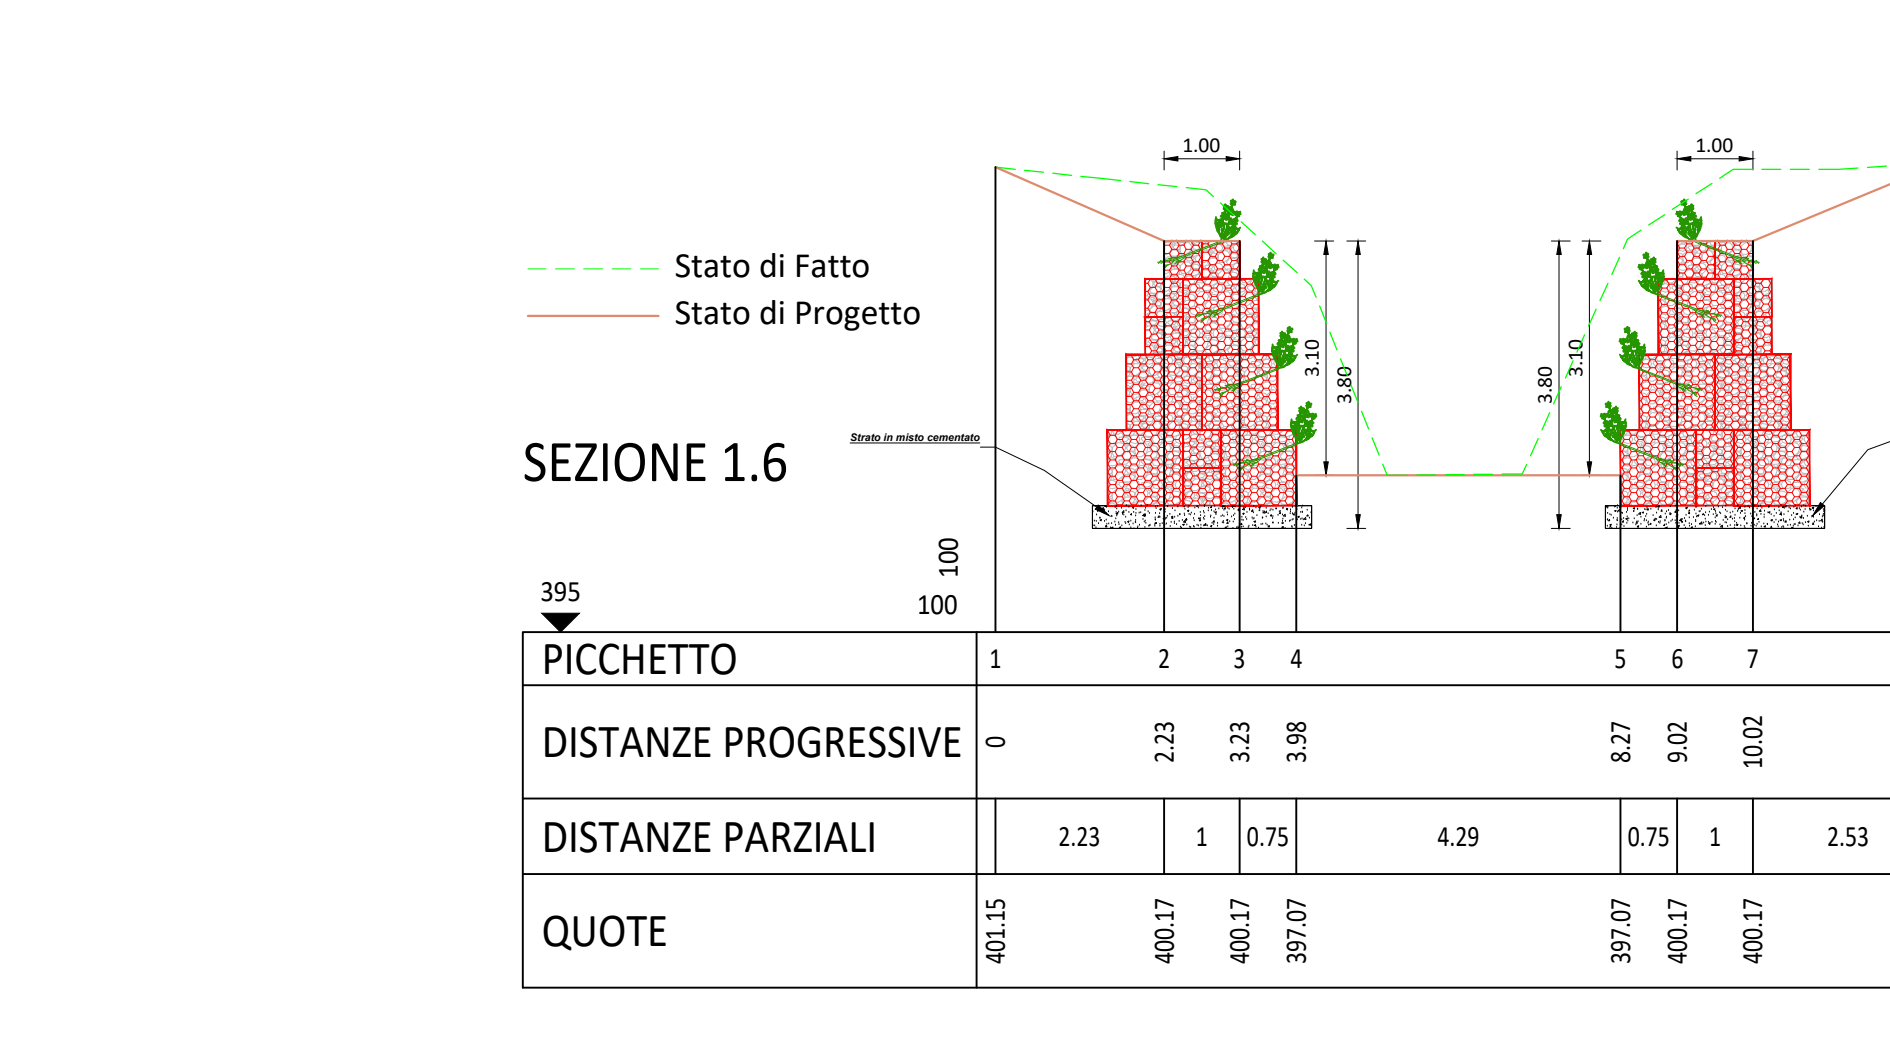 1.00
1.00
Stato di Fatto
Stato di Progetto
3.10
3.80
3.80
3.10
SEZIONE 1.6
Strato in misto cementato
100
100
395
PICCHETTO 1 2 3 4 5 6 7
DISTANZE PROGRESSIVE 0 2.23 3.23 3.98 8.27 9.02 10.02
DISTANZE PARZIALI 2.23 1 0.75 4.29 0.75 1 2.53
QUOTE 401.15 400.17 400.17 397.07 397.07 400.17 400.17